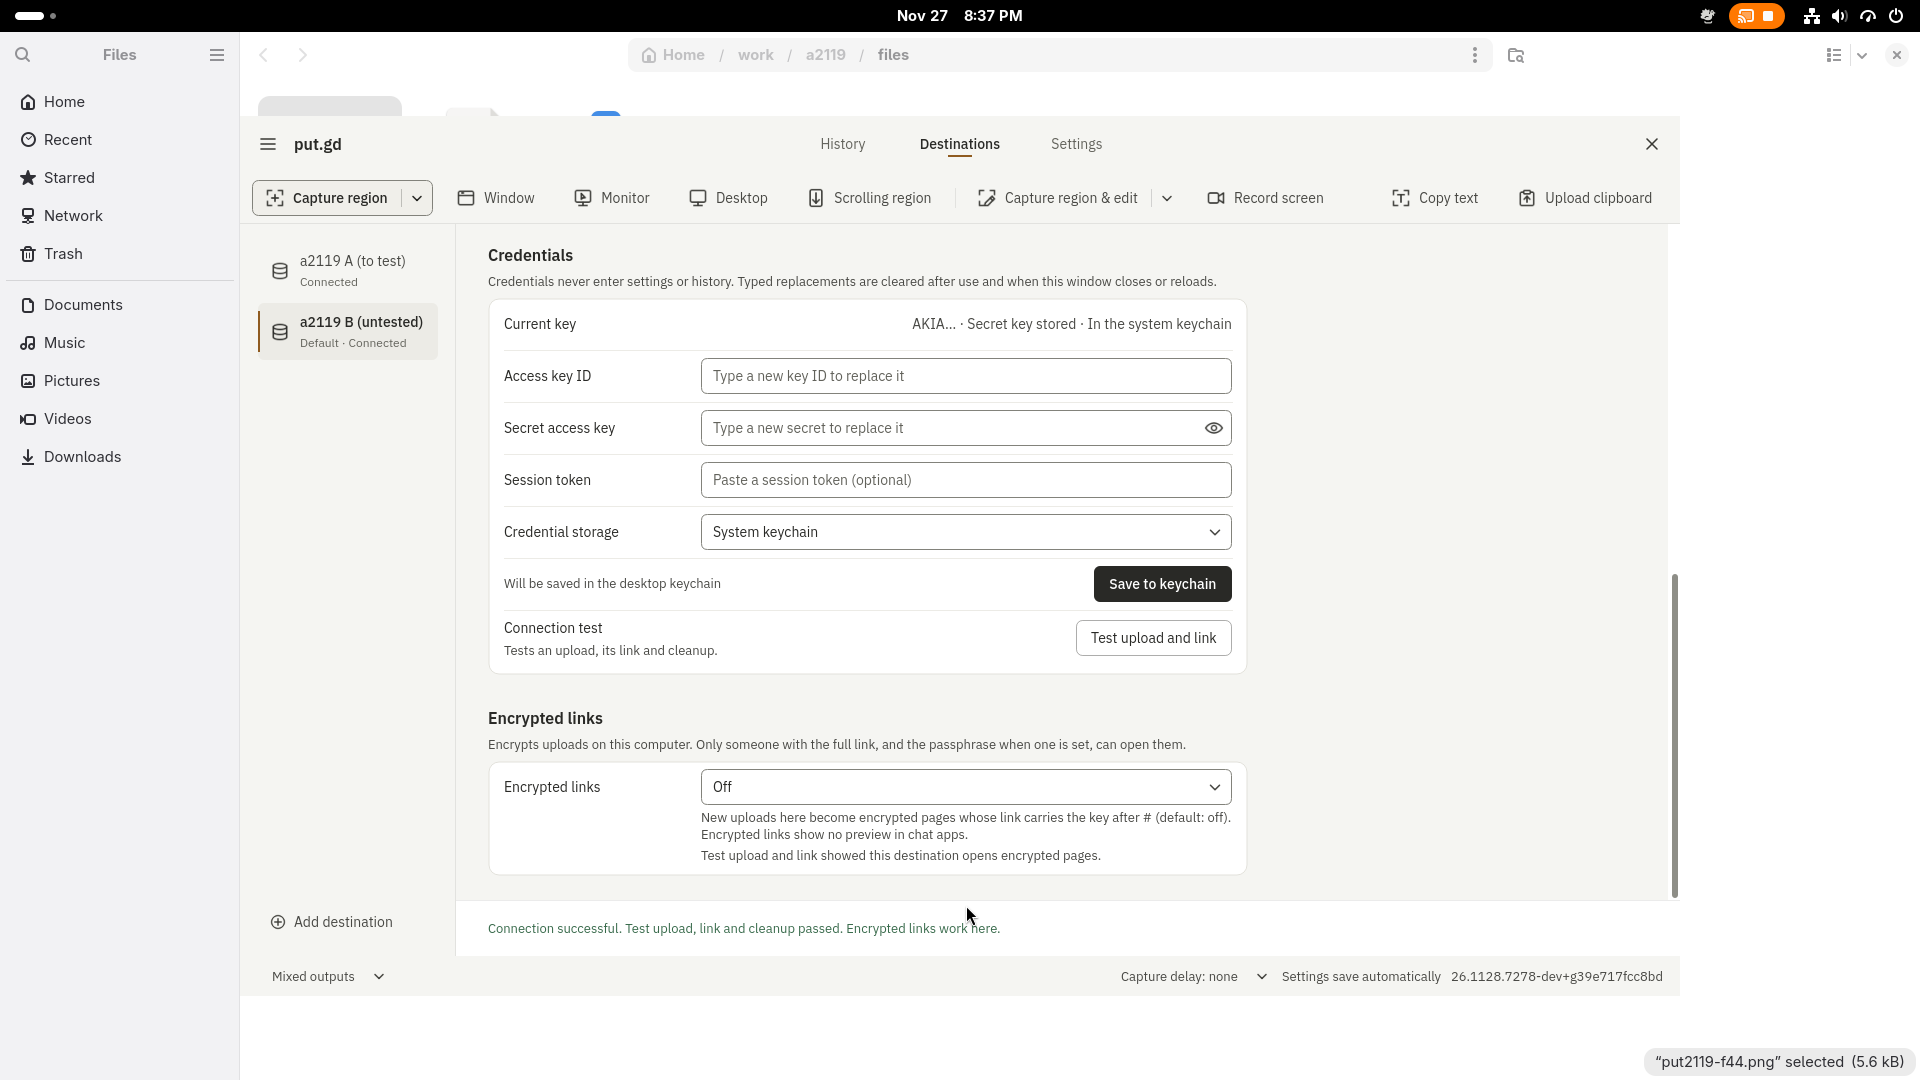 Nov 27 8:37 PM
Files
Home / work / a2119 / files
Home
Recent
Starred
Network
Trash
Documents
Music
Pictures
Videos
Downloads
put.gd
History
Destinations
Settings
Capture region
Window
Monitor
Desktop
Scrolling region
Capture region & edit
Record screen
Copy text
Upload clipboard
a2119 A (to test)
Connected
a2119 B (untested)
Default · Connected
Add destination
Credentials
Credentials never enter settings or history. Typed replacements are cleared after use and when this window closes or reloads.
Current key
AKIA... · Secret key stored · In the system keychain
Access key ID
Type a new key ID to replace it
Secret access key
Type a new secret to replace it
Session token
Paste a session token (optional)
Credential storage
System keychain
Will be saved in the desktop keychain
Save to keychain
Connection test
Tests an upload, its link and cleanup.
Test upload and link
Encrypted links
Encrypts uploads on this computer. Only someone with the full link, and the passphrase when one is set, can open them.
Encrypted links
Off
New uploads here become encrypted pages whose link carries the key after # (default: off).
Encrypted links show no preview in chat apps.
Test upload and link showed this destination opens encrypted pages.
Connection successful. Test upload, link and cleanup passed. Encrypted links work here.
Mixed outputs
Capture delay: none
Settings save automatically
26.1128.7278-dev+g39e717fcc8bd
“put2119-f44.png” selected (5.6 kB)